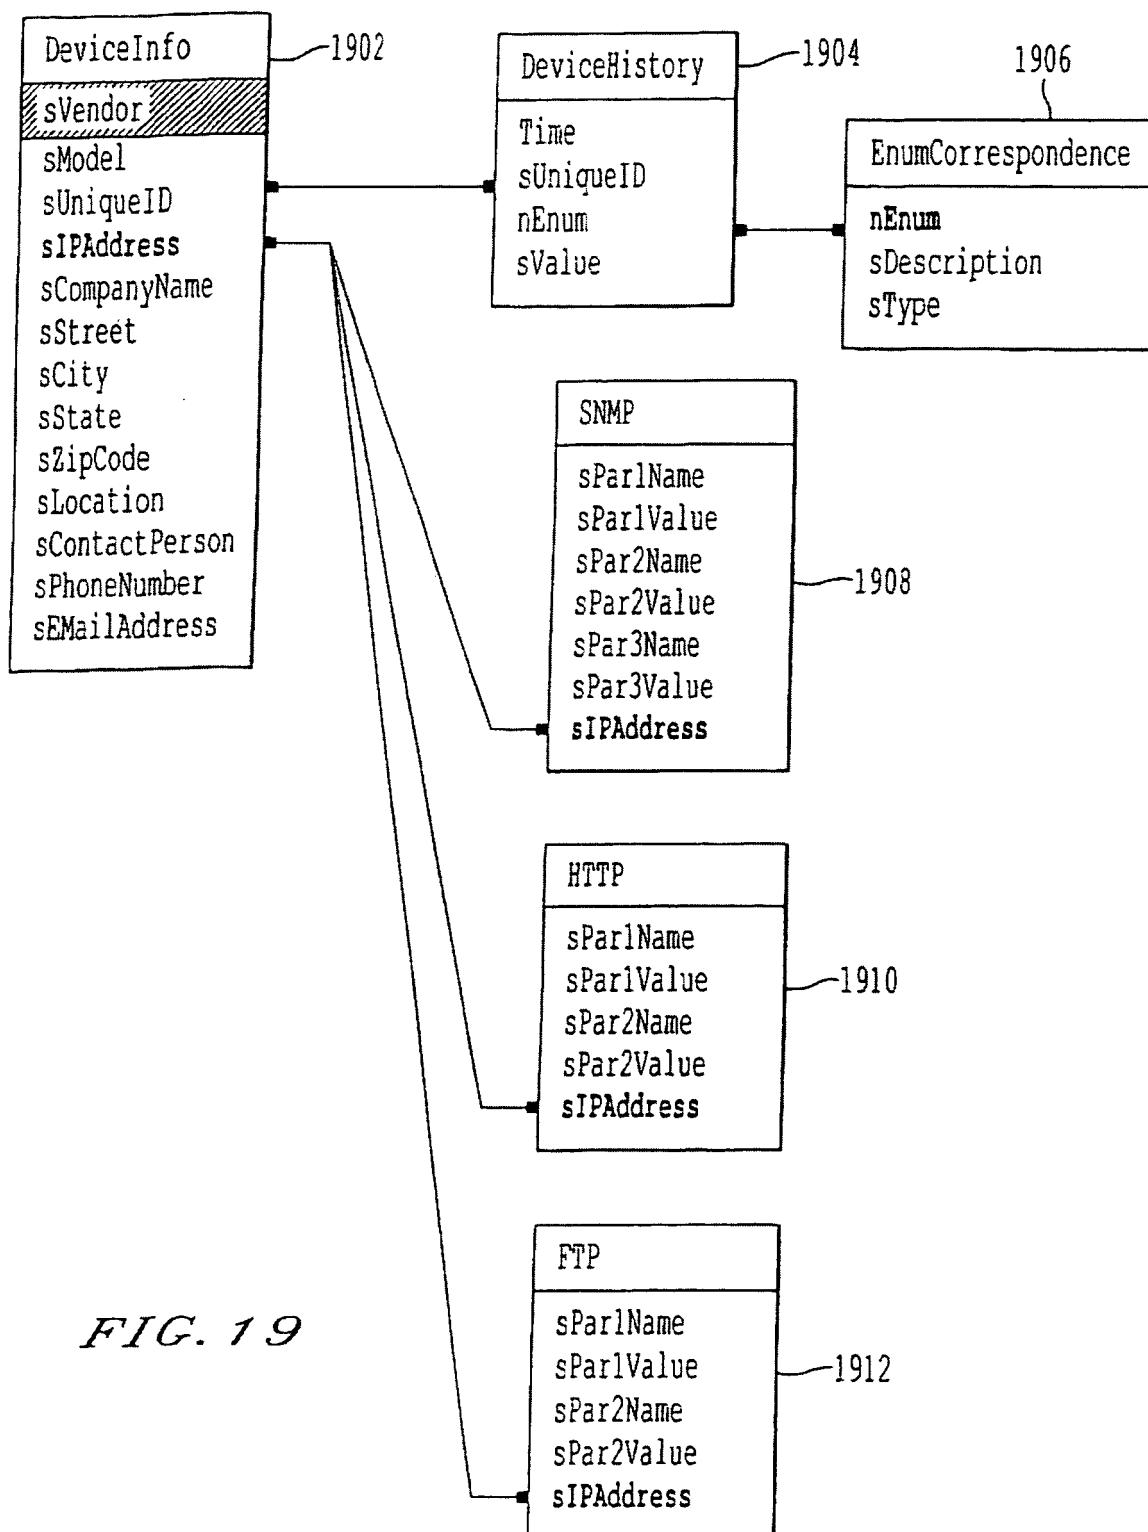 DeviceInfo
1902
sVendor
sModel
sUniqueID
sIPAddress
sCompanyName
sStreet
sCity
sState
sZipCode
sLocation
sContactPerson
sPhoneNumber
sEMailAddress
DeviceHistory
1904
Time
sUniqueID
nEnum
sValue
1906
EnumCorrespondence
nEnum
sDescription
sType
SNMP
sPar1Name
sPar1Value
sPar2Name
sPar2Value
sPar3Name
sPar3Value
sIPAddress
1908
HTTP
sPar1Name
sPar1Value
sPar2Name
sPar2Value
sIPAddress
1910
FTP
sPar1Name
sPar1Value
sPar2Name
sPar2Value
sIPAddress
1912
FIG. 19